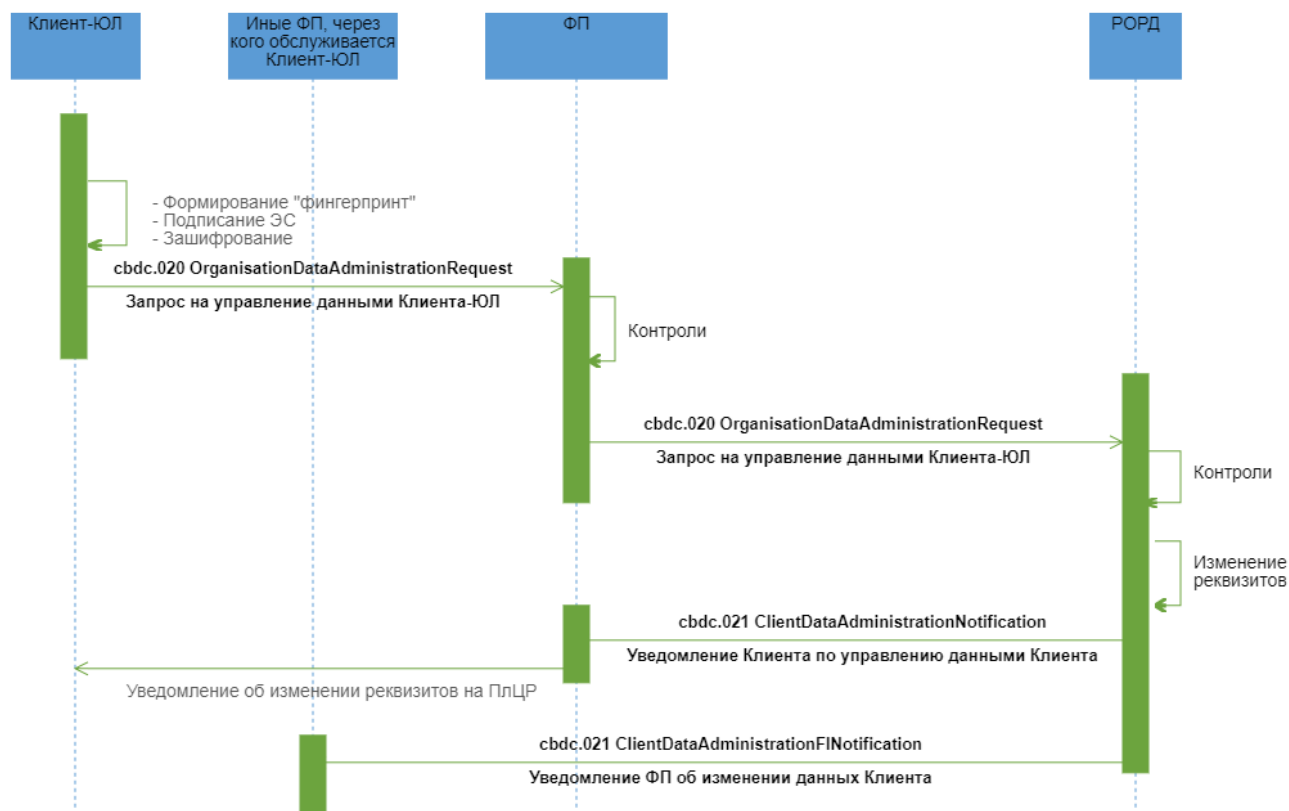 Клиент-ЮЛ
Иные ФП, через
кого обслуживается
Клиент-ЮЛ
ФП
РОРД
- Формирование "фингерпринт"
- Подписание ЭС
- Зашифрование
cbdc.020 OrganisationDataAdministrationRequest
Запрос на управление данными Клиента-ЮЛ
Контроли
cbdc.020 OrganisationDataAdministrationRequest
Запрос на управление данными Клиента-ЮЛ
Контроли
Изменение
реквизитов
cbdc.021 ClientDataAdministrationNotification
Уведомление Клиента по управлению данными Клиента
Уведомление об изменении реквизитов на ПлЦР
cbdc.021 ClientDataAdministrationFINotification
Уведомление ФП об изменении данных Клиента